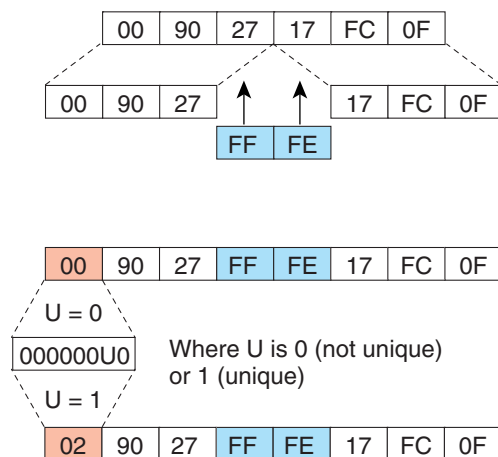 00 90 27 17 FC 0F
00 90 27 17 FC 0F
FF FE
00 90 27 FF FE 17 FC 0F
U = 0
000000U0
Where U is 0 (not unique)
or 1 (unique)
U = 1
02 90 27 FF FE 17 FC 0F